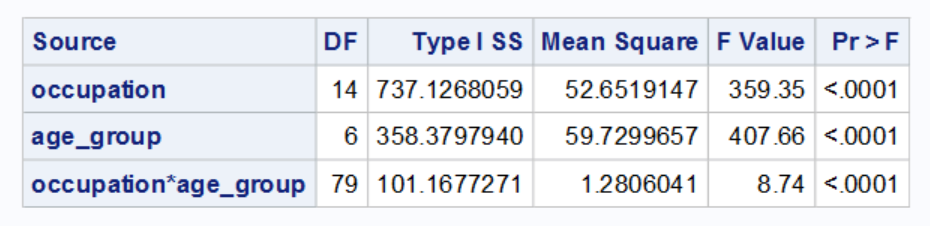 Source DF Type I SS Mean Square F Value Pr > F
occupation 14 737.1268059 52.6519147 359.35 <.0001
age_group 6 358.3797940 59.7299657 407.66 <.0001
occupation*age_group 79 101.1677271 1.2806041 8.74 <.0001